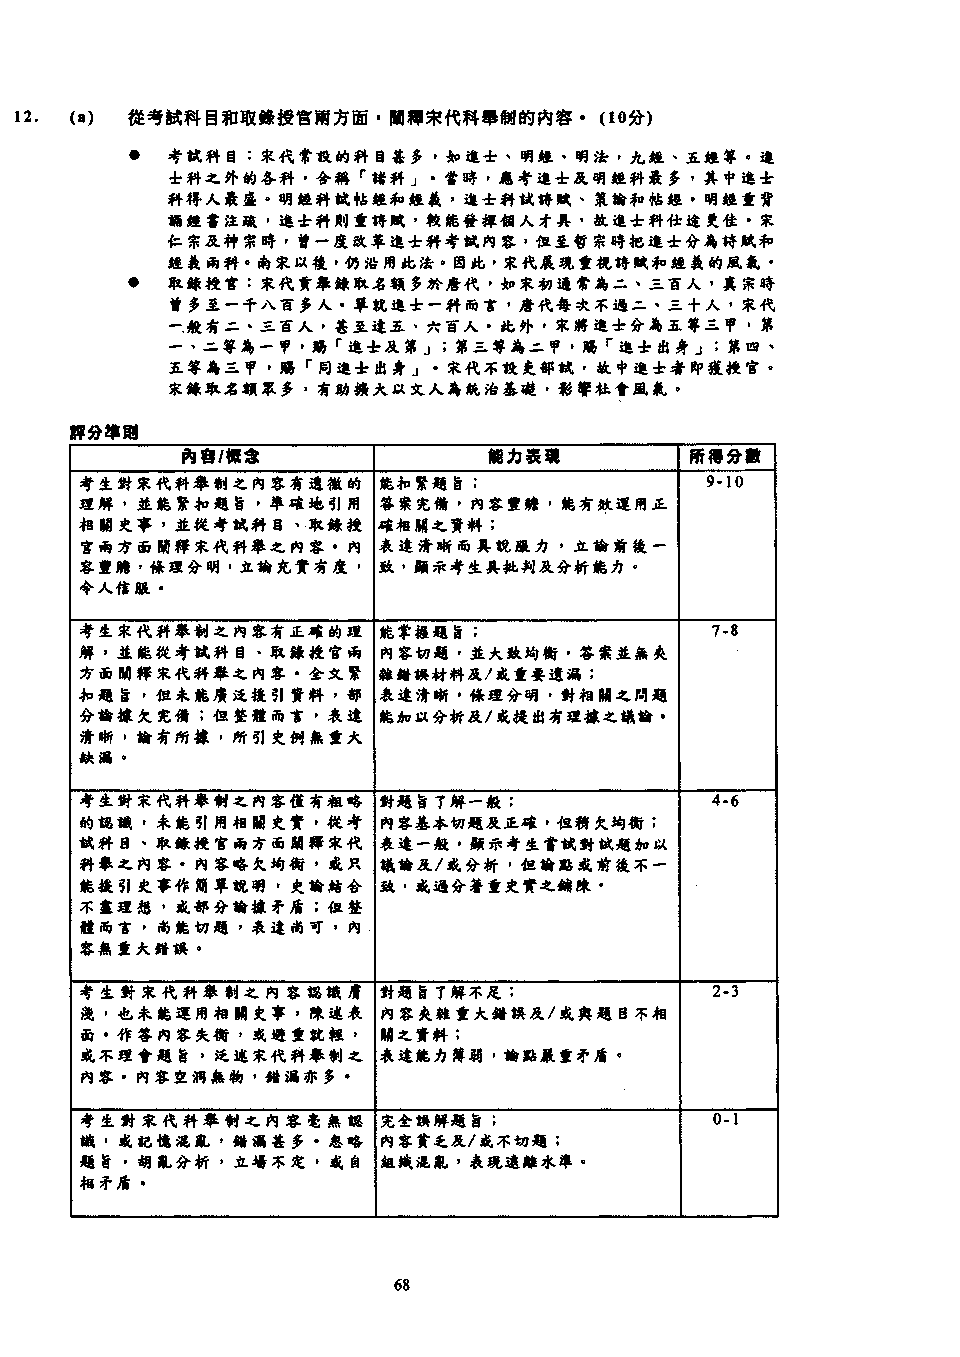 12. (a) 從考試科目和取錄授官兩方面，闡釋宋代科舉制的內容。 (10分)
● 考試科目：宋代常設的科目甚多，如進士、明經、明法，九經、五經等。進
士科之外的各科，合稱「諸科」。當時，應考進士及明經科最多，其中進士
科得人最盛。明經科試帖經和經義，進士科試詩賦、策論和帖經。明經重背
誦經書注疏，進士科則重詩賦，較能發揮個人才具，故進士科仕途更佳。宋
仁宗及神宗時，曾一度改革進士科考試內容，但至哲宗時把進士分為詩賦和
經義兩科。南宋以後，仍沿用此法。因此，宋代展現重視詩賦和經義的風氣。
● 取錄授官：宋代貢舉錄取名額多於唐代，如宋初通常為二、三百人，真宗時
曾多至一千八百多人。單就進士一科而言，唐代每次不過二、三十人，宋代
一般有二、三百人，甚至達五、六百人。此外，宋將進士分為五等三甲，第
一、二等為一甲，賜「進士及第」；第三等為二甲，賜「進士出身」；第四、
五等為三甲，賜「同進士出身」。宋代不設吏部試，故中進士者即獲授官。
宋錄取名額眾多，有助擴大以文人為統治基礎，影響社會風氣。
評分準則
內容/概念 能力表現 所得分數
考生對宋代科舉制之內容有透徹的
理解，並能緊扣題旨，準確地引用
相關史事，並從考試科目、取錄授
官兩方面闡釋宋代科舉之內容。內
容豐贍，條理分明，立論充實有度，
令人信服。
能扣緊題旨；
答案完備，內容豐贍，能有效運用正
確相關之資料；
表達清晰而具說服力，立論前後一
致，顯示考生具批判及分析能力。
9-10
考生宋代科舉制之內容有正確的理
解，並能從考試科目、取錄授官兩
方面闡釋宋代科舉之內容。全文緊
扣題旨，但未能廣泛援引資料，部
分論據欠完備；但整體而言，表達
清晰，論有所據，所引史例無重大
缺漏。
能掌握題旨；
內容切題，並大致均衡，答案並無夾
雜錯誤材料及/或重要遺漏；
表達清晰，條理分明，對相關之問題
能加以分析及/或提出有理據之議論。
7-8
考生對宋代科舉制之內容僅有粗略
的認識，未能引用相關史實，從考
試科目、取錄授官兩方面闡釋宋代
科舉之內容。內容略欠均衡，或只
能援引史事作簡單說明，史論結合
不盡理想，或部分論據矛盾；但整
體而言，尚能切題，表達尚可，內
容無重大錯誤。
對題旨了解一般；
內容基本切題及正確，但稍欠均衡；
表達一般，顯示考生嘗試對試題加以
議論及/或分析，但論點或前後不一
致，或過分著重史實之鋪陳。
4-6
考生對宋代科舉制之內容認識膚
淺，也未能運用相關史事，陳述表
面。作答內容失衡，或避重就輕，
或不理會題旨，泛述宋代科舉制之
內容。內容空洞無物，錯漏亦多。
對題旨了解不足；
內容夾雜重大錯誤及/或與題目不相
關之資料；
表達能力薄弱，論點嚴重矛盾。
2-3
考生對宋代科舉制之內容毫無認
識，或記憶混亂，錯漏甚多。忽略
題旨，胡亂分析，立場不定，或自
相矛盾。
完全誤解題旨；
內容貧乏及/或不切題；
組織混亂，表現遠離水準。
0-1
68